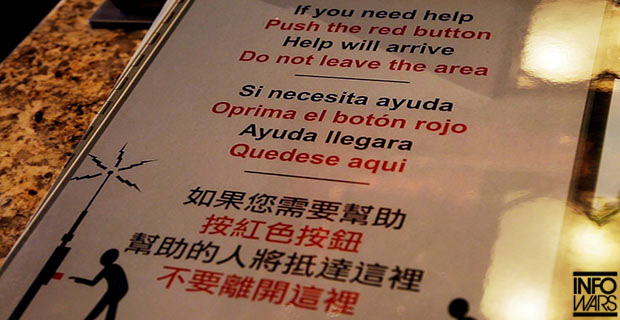 If you need help
Push the red button
Help will arrive
Do not leave the area
Si necesita ayuda
Oprima el botón rojo
Ayuda llegara
Quedese aqui
如果您需要幫助
按紅色按鈕
幫助的人將抵達這裡
不要離開這裡
INFO
WARS